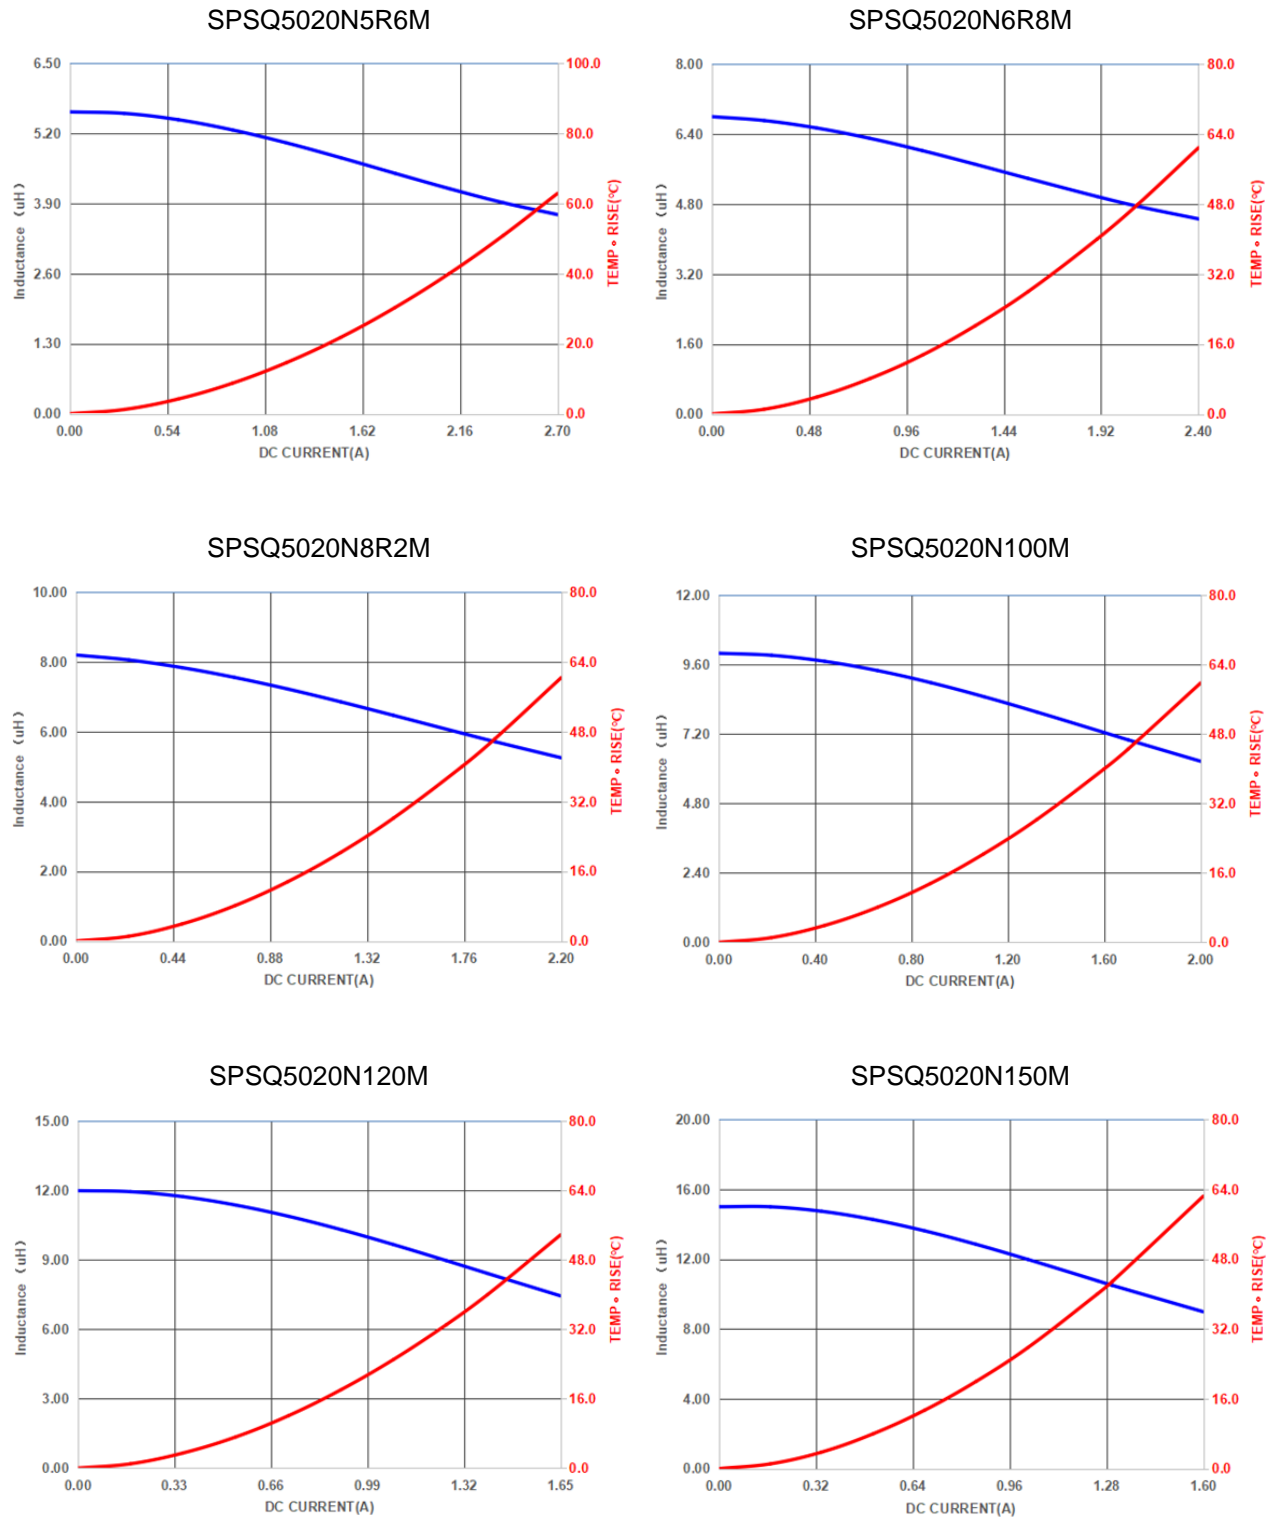 SPSQ5020N5R6M
6.50
5.20
3.90
2.60
1.30
0.00
100.0
80.0
60.0
40.0
20.0
0.0
0.00 0.54 1.08 1.62 2.16 2.70
DC CURRENT(A)
Inductance (uH)
TEMP • RISE(℃)
SPSQ5020N6R8M
8.00
6.40
4.80
3.20
1.60
0.00
80.0
64.0
48.0
32.0
16.0
0.0
0.00 0.48 0.96 1.44 1.92 2.40
DC CURRENT(A)
Inductance (uH)
TEMP • RISE(℃)
SPSQ5020N8R2M
10.00
8.00
6.00
4.00
2.00
0.00
80.0
64.0
48.0
32.0
16.0
0.0
0.00 0.44 0.88 1.32 1.76 2.20
DC CURRENT(A)
Inductance (uH)
TEMP • RISE(℃)
SPSQ5020N100M
12.00
9.60
7.20
4.80
2.40
0.00
80.0
64.0
48.0
32.0
16.0
0.0
0.00 0.40 0.80 1.20 1.60 2.00
DC CURRENT(A)
Inductance (uH)
TEMP • RISE(℃)
SPSQ5020N120M
15.00
12.00
9.00
6.00
3.00
0.00
80.0
64.0
48.0
32.0
16.0
0.0
0.00 0.33 0.66 0.99 1.32 1.65
DC CURRENT(A)
Inductance (uH)
TEMP • RISE(℃)
SPSQ5020N150M
20.00
16.00
12.00
8.00
4.00
0.00
80.0
64.0
48.0
32.0
16.0
0.0
0.00 0.32 0.64 0.96 1.28 1.60
DC CURRENT(A)
Inductance (uH)
TEMP • RISE(℃)